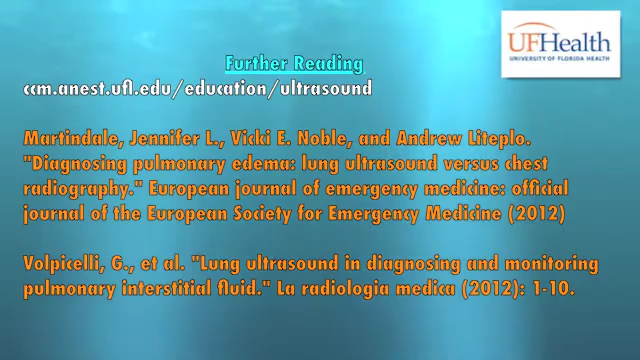 UFHealth
UNIVERSITY OF FLORIDA HEALTH
Further Reading
ccm.anest.ufl.edu/education/ultrasound
Martindale, Jennifer L., Vicki E. Noble, and Andrew Liteplo.
"Diagnosing pulmonary edema: lung ultrasound versus chest
radiography." European journal of emergency medicine: official
journal of the European Society for Emergency Medicine (2012)
Volpicelli, G., et al. "Lung ultrasound in diagnosing and monitoring
pulmonary interstitial fluid." La radiologia medica (2012): 1-10.